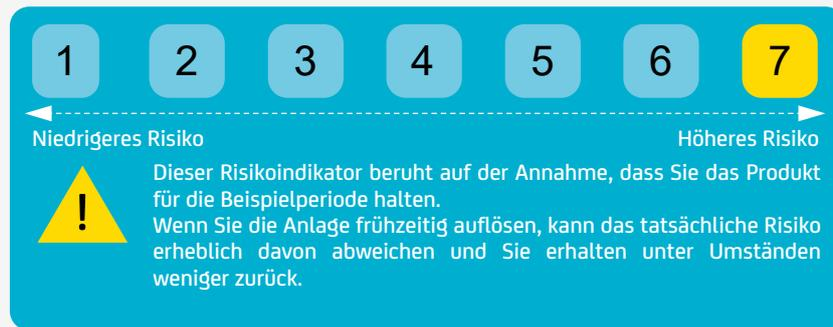 1 2 3 4 5 6 7
Niedrigeres Risiko Höheres Risiko
!
Dieser Risikoindikator beruht auf der Annahme, dass Sie das Produkt
für die Beispielperiode halten.
Wenn Sie die Anlage frühzeitig auflösen, kann das tatsächliche Risiko
erheblich davon abweichen und Sie erhalten unter Umständen
weniger zurück.